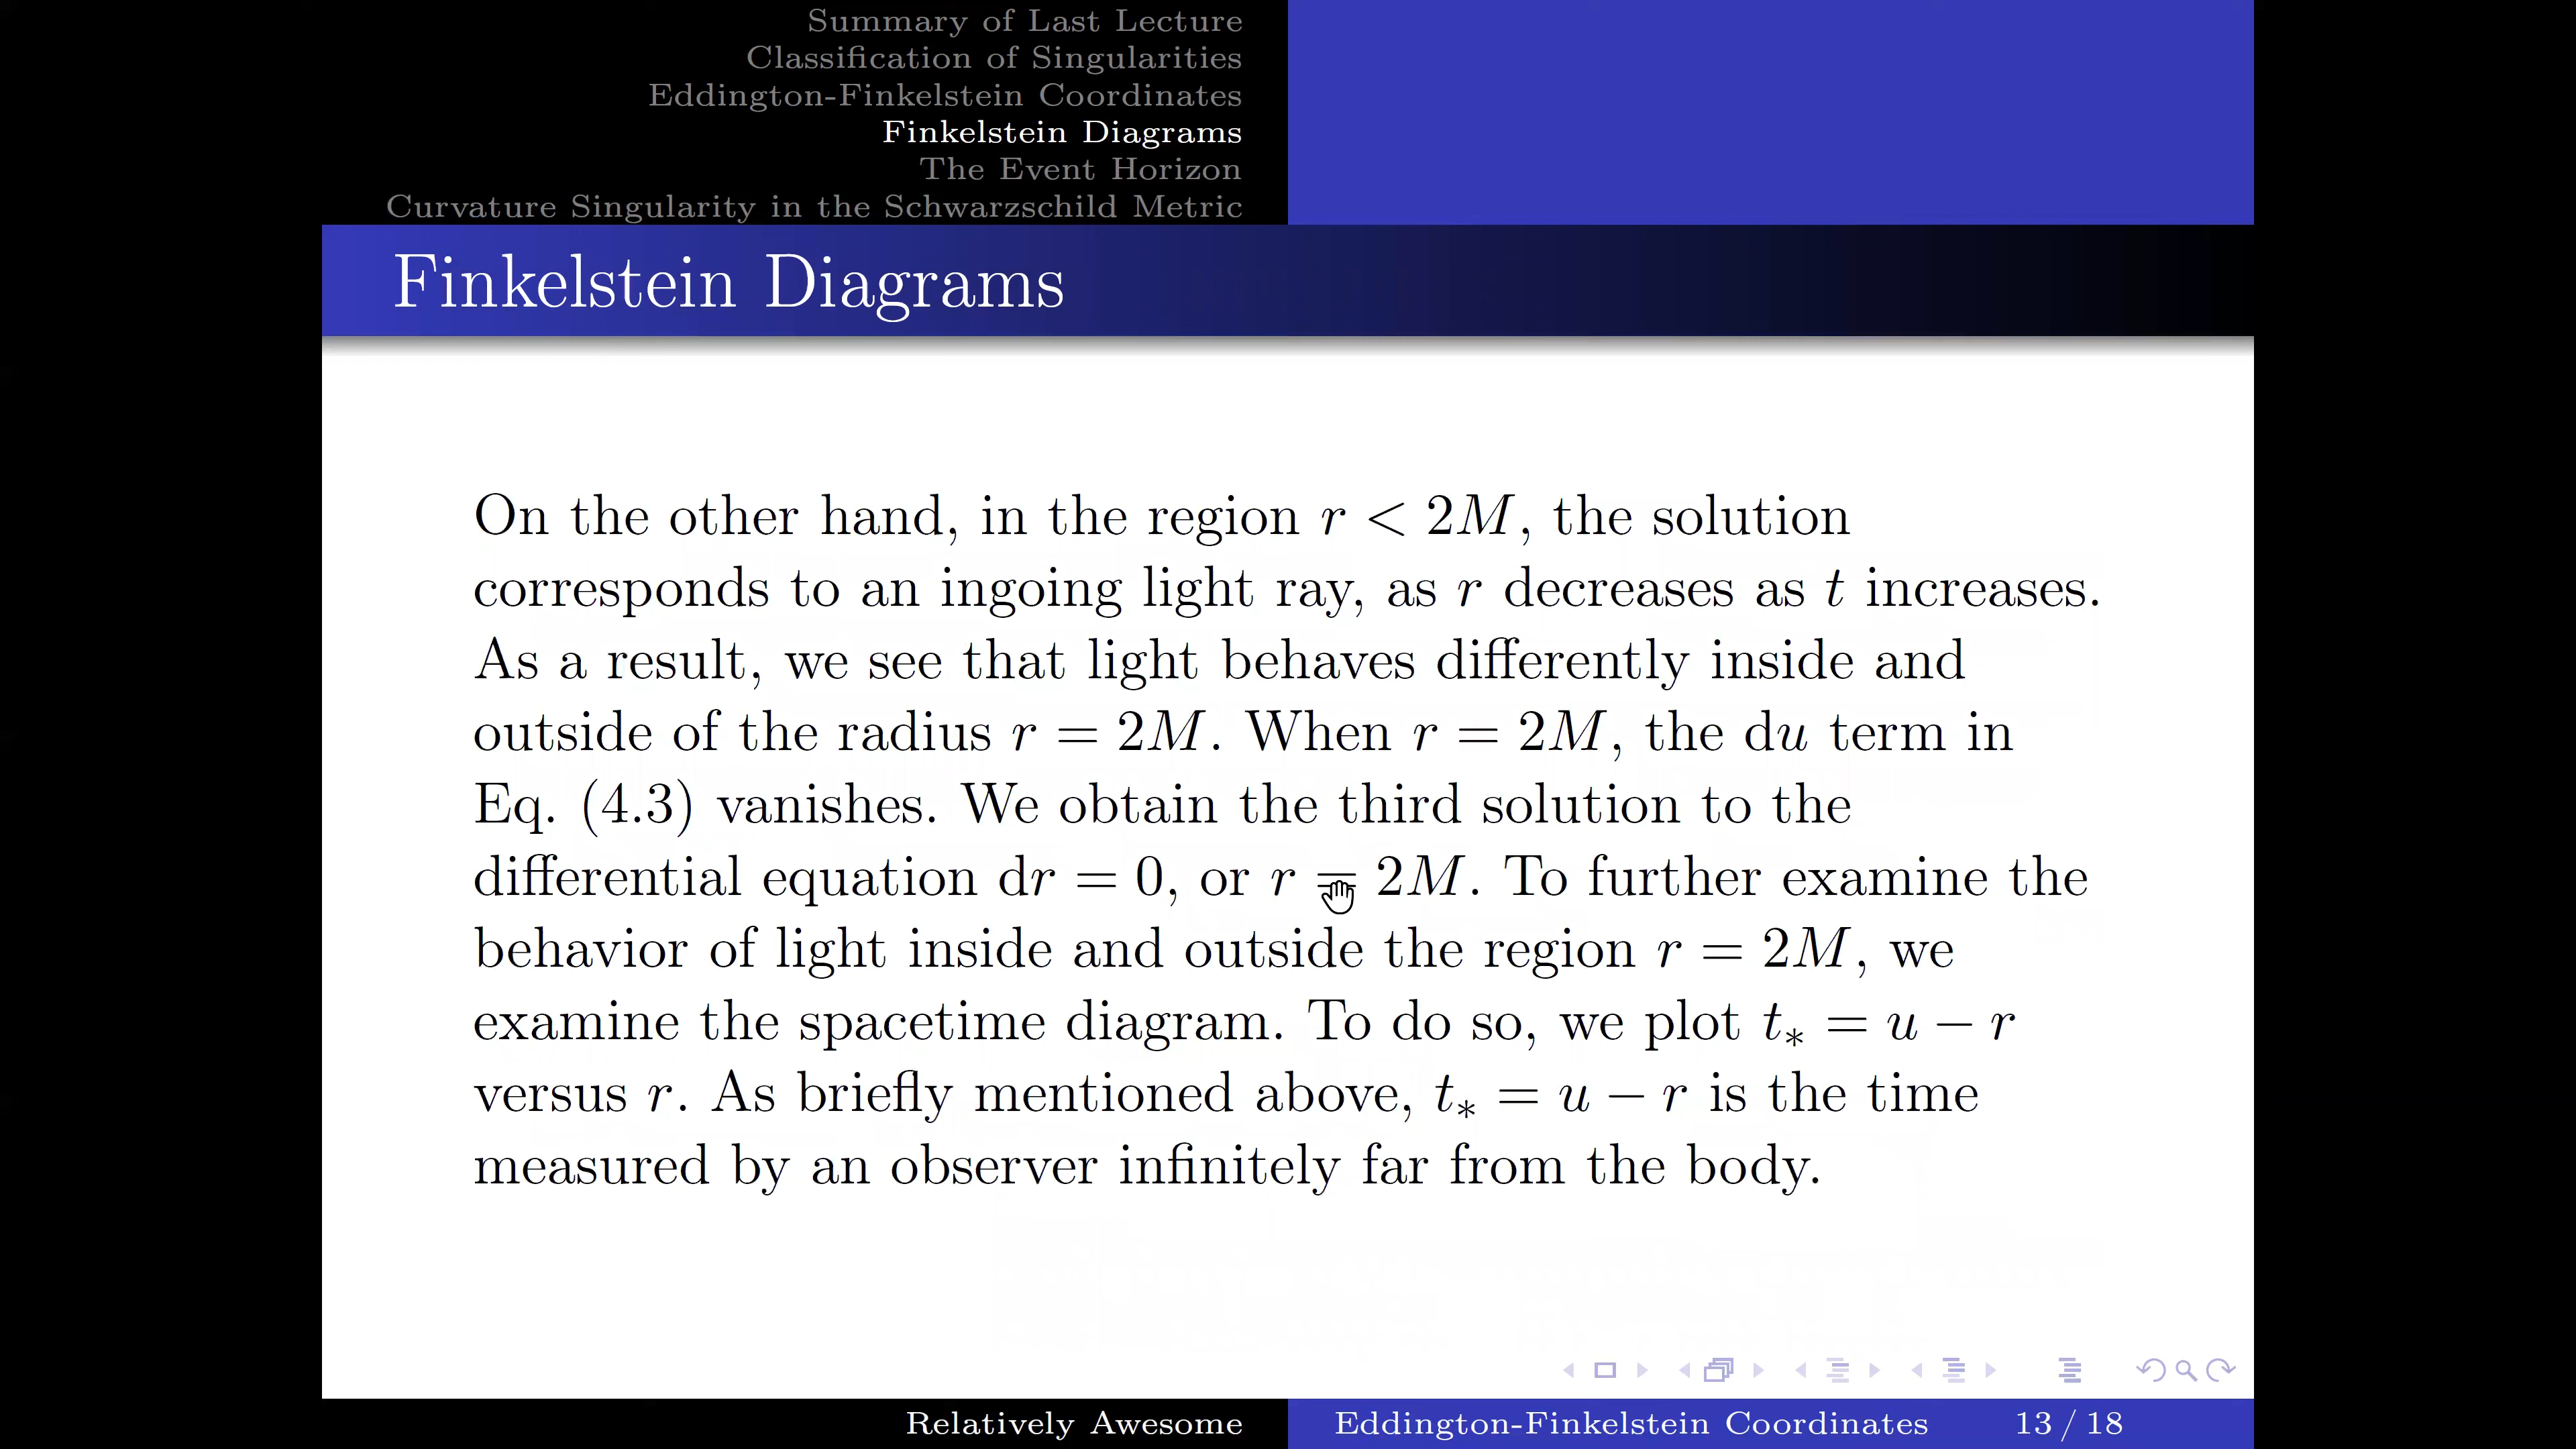 Summary of Last Lecture
Classification of Singularities
Eddington-Finkelstein Coordinates
Finkelstein Diagrams
The Event Horizon
Curvature Singularity in the Schwarzschild Metric
Finkelstein Diagrams
On the other hand, in the region r < 2M, the solution
corresponds to an ingoing light ray, as r decreases as t increases.
As a result, we see that light behaves differently inside and
outside of the radius r = 2M. When r = 2M, the du term in
Eq. (4.3) vanishes. We obtain the third solution to the
differential equation dr = 0, or r = 2M. To further examine the
behavior of light inside and outside the region r = 2M, we
examine the spacetime diagram. To do so, we plot t_* = u − r
versus r. As briefly mentioned above, t_* = u − r is the time
measured by an observer infinitely far from the body.
Relatively Awesome
Eddington-Finkelstein Coordinates 13 / 18